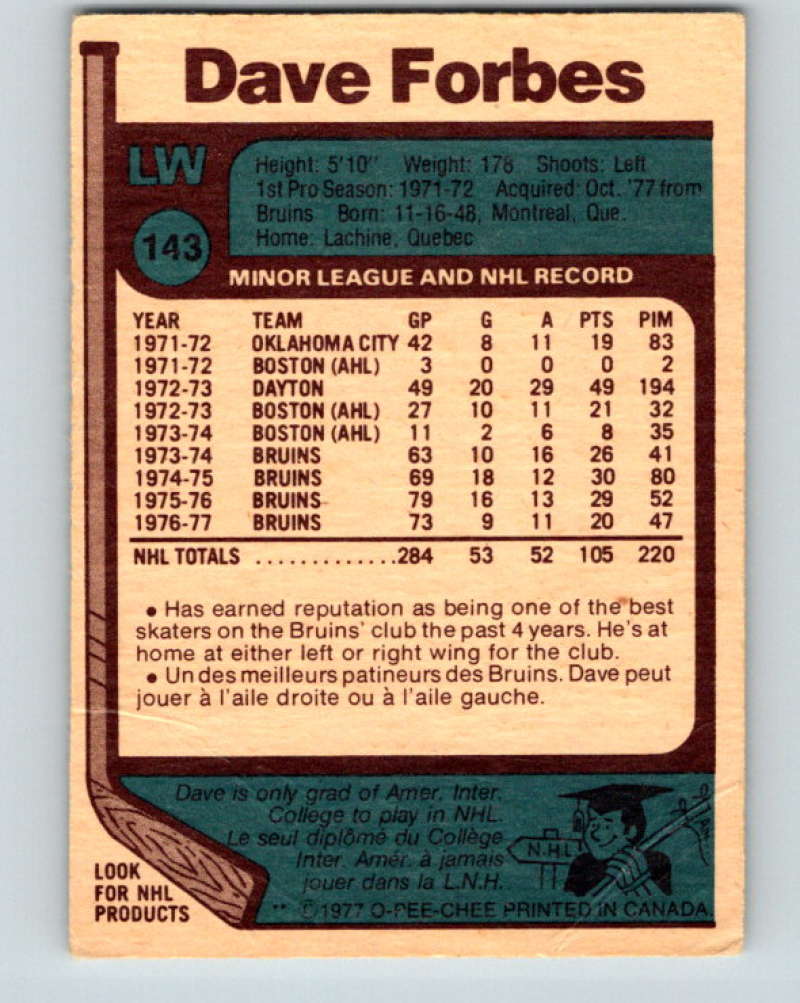 Dave Forbes
LW
Height: 5'10" Weight: 178 Shoots: Left
1st Pro Season: 1971-72 Acquired: Oct. '77 from
Bruins Born: 11-16-48, Montreal, Que.
Home: Lachine, Quebec
143
MINOR LEAGUE AND NHL RECORD
YEAR TEAM GP G A PTS PIM
1971-72 OKLAHOMA CITY 42 8 11 19 83
1971-72 BOSTON (AHL) 3 0 0 0 2
1972-73 DAYTON 49 20 29 49 194
1972-73 BOSTON (AHL) 27 10 11 21 32
1973-74 BOSTON (AHL) 11 2 6 8 35
1973-74 BRUINS 63 10 16 26 41
1974-75 BRUINS 69 18 12 30 80
1975-76 BRUINS 79 16 13 29 52
1976-77 BRUINS 73 9 11 20 47
NHL TOTALS .............284 53 52 105 220
• Has earned reputation as being one of the best
skaters on the Bruins' club the past 4 years. He's at
home at either left or right wing for the club.
• Un des meilleurs patineurs des Bruins. Dave peut
jouer à l'aile droite ou à l'aile gauche.
Dave is only grad of Amer. Inter.
College to play in NHL.
Le seul diplômé du Collège
Inter. Amér. à jamais
jouer dans la L.N.H.
N.H.L
LOOK
FOR NHL
PRODUCTS
** ©1977 O-PEE-CHEE PRINTED IN CANADA.